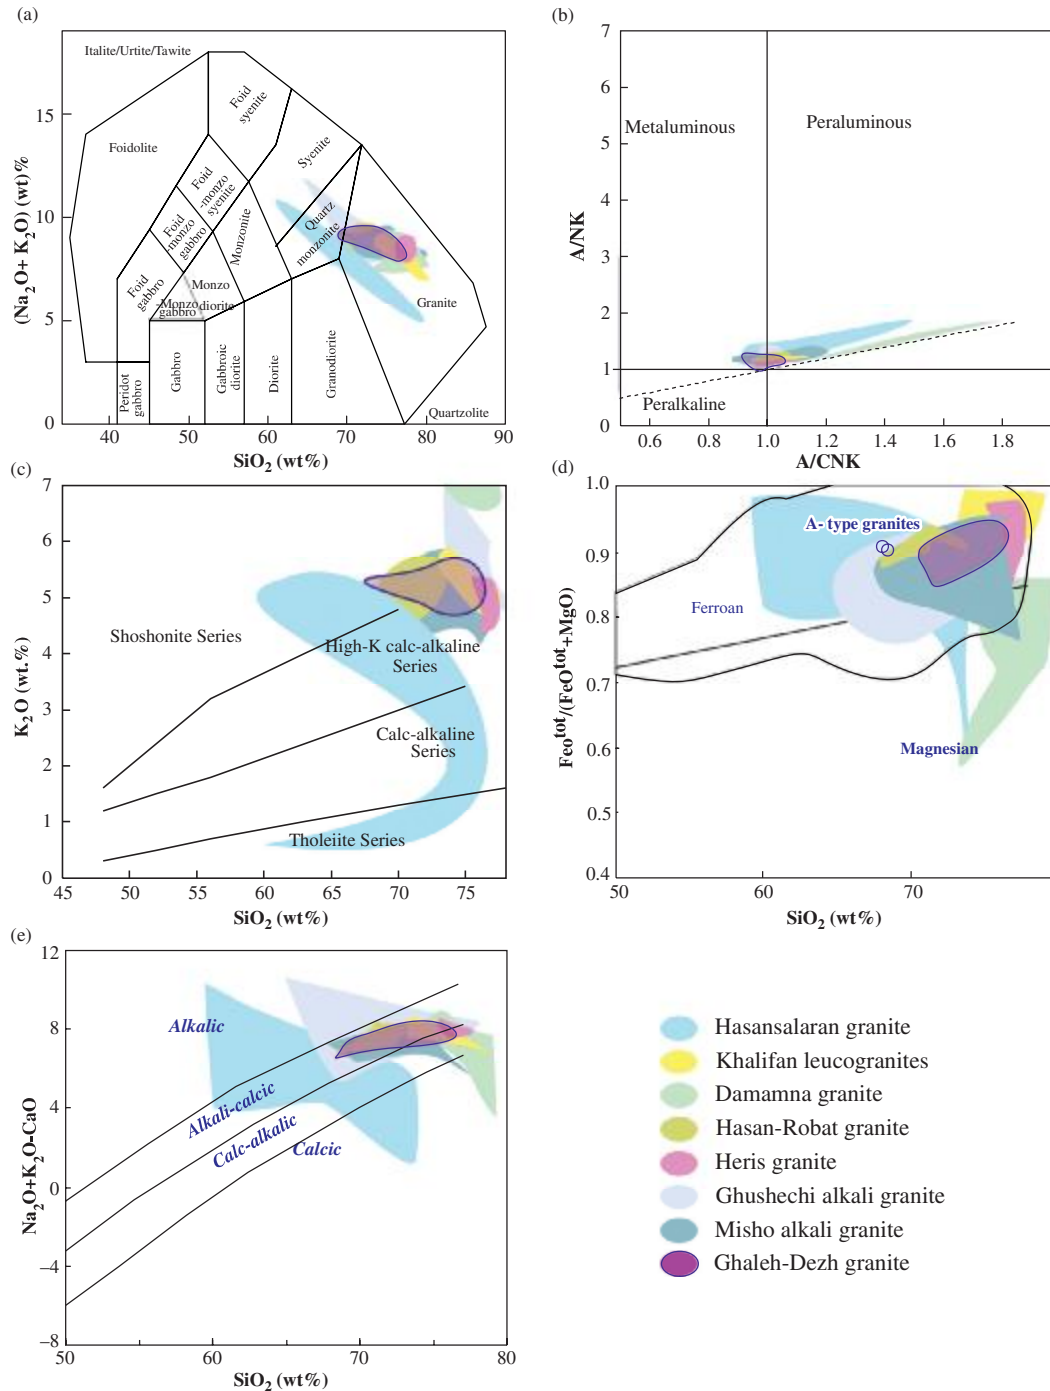 (a)
Italite/Urtite/Tawite
Foidolite
Foid
syenite
Syenite
Foid
-monzo
syenite
Foid
-monzo
gabbro
Foid
gabbro
Monzonite
Quartz
monzonite
Monzo
diorite
-Monzo
gabbro
Peridot
gabbro
Gabbro
Gabbroic
diorite
Diorite
Granodiorite
Granite
Quartzolite
(Na2O+ K2O) (wt)%
15
10
5
0
40 50 60 70 80 90
SiO2 (wt%)
(b)
Metaluminous
Peraluminous
Peralkaline
A/NK
7
6
5
4
3
2
1
0
0.6 0.8 1.0 1.2 1.4 1.6 1.8
A/CNK
(c)
Shoshonite Series
High-K calc-alkaline
Series
Calc-alkaline
Series
Tholeiite Series
K2O (wt.%)
7
6
5
4
3
2
1
0
45 50 55 60 65 70 75
SiO2 (wt%)
(d)
A- type granites
Ferroan
Magnesian
Feo^tot/(FeO^tot+MgO)
1.0
0.9
0.8
0.7
0.6
0.5
0.4
50 60 70
SiO2 (wt%)
(e)
Alkalic
Alkali-calcic
Calc-alkalic
Calcic
Na2O+K2O-CaO
12
8
4
0
−4
−8
50 60 70 80
SiO2 (wt%)
Hasansalaran granite
Khalifan leucogranites
Damamna granite
Hasan-Robat granite
Heris granite
Ghushechi alkali granite
Misho alkali granite
Ghaleh-Dezh granite